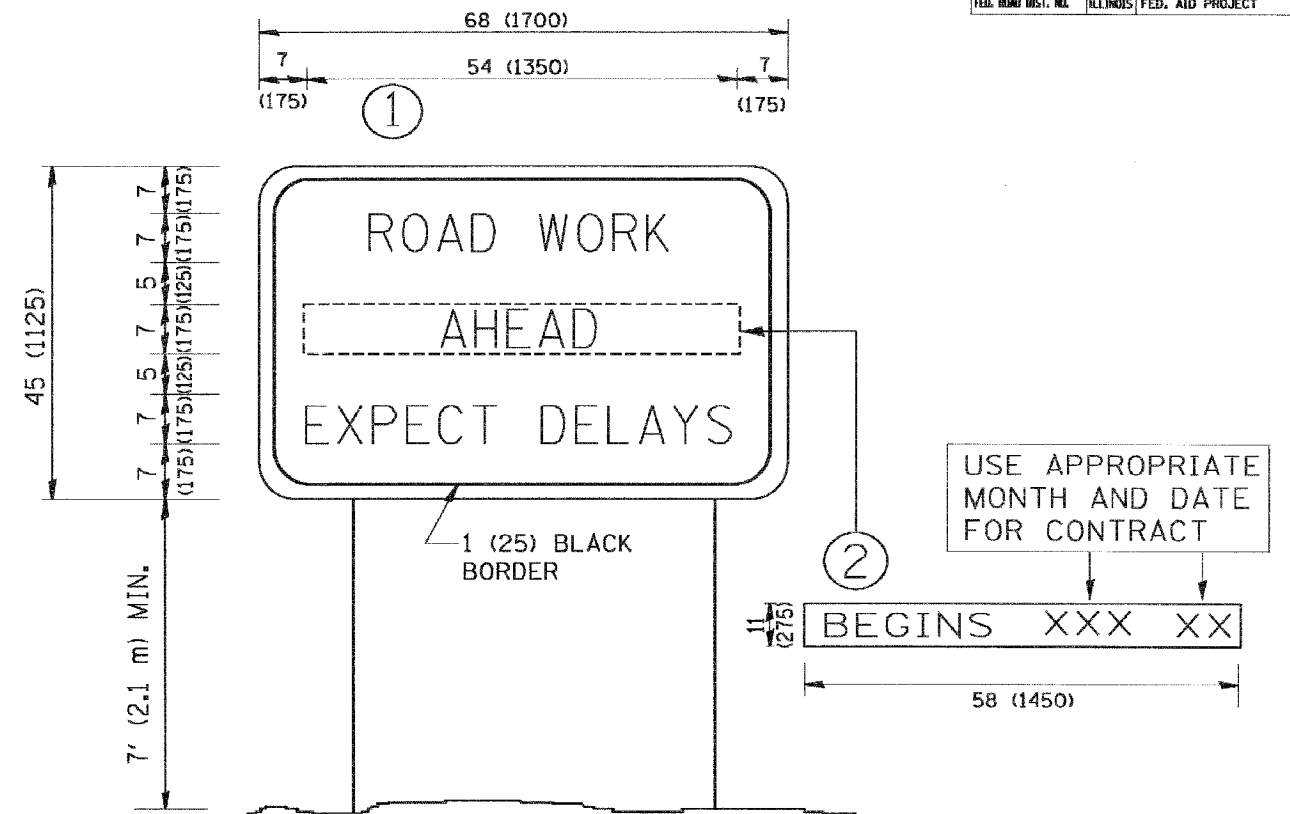 FED. ROAD DIST. NO. ILLINOIS FED. AID PROJECT
68 (1700)
7 54 (1350) 7
(175) (175)
1
7 (175)
7 (175)
5 (125)
7 (175)
5 (125)
7 (175)
7 (175)
45 (1125)
ROAD WORK
AHEAD
EXPECT DELAYS
1 (25) BLACK
BORDER
7' (2.1 m) MIN.
USE APPROPRIATE
MONTH AND DATE
FOR CONTRACT
2
11
(275)
BEGINS XXX XX
58 (1450)